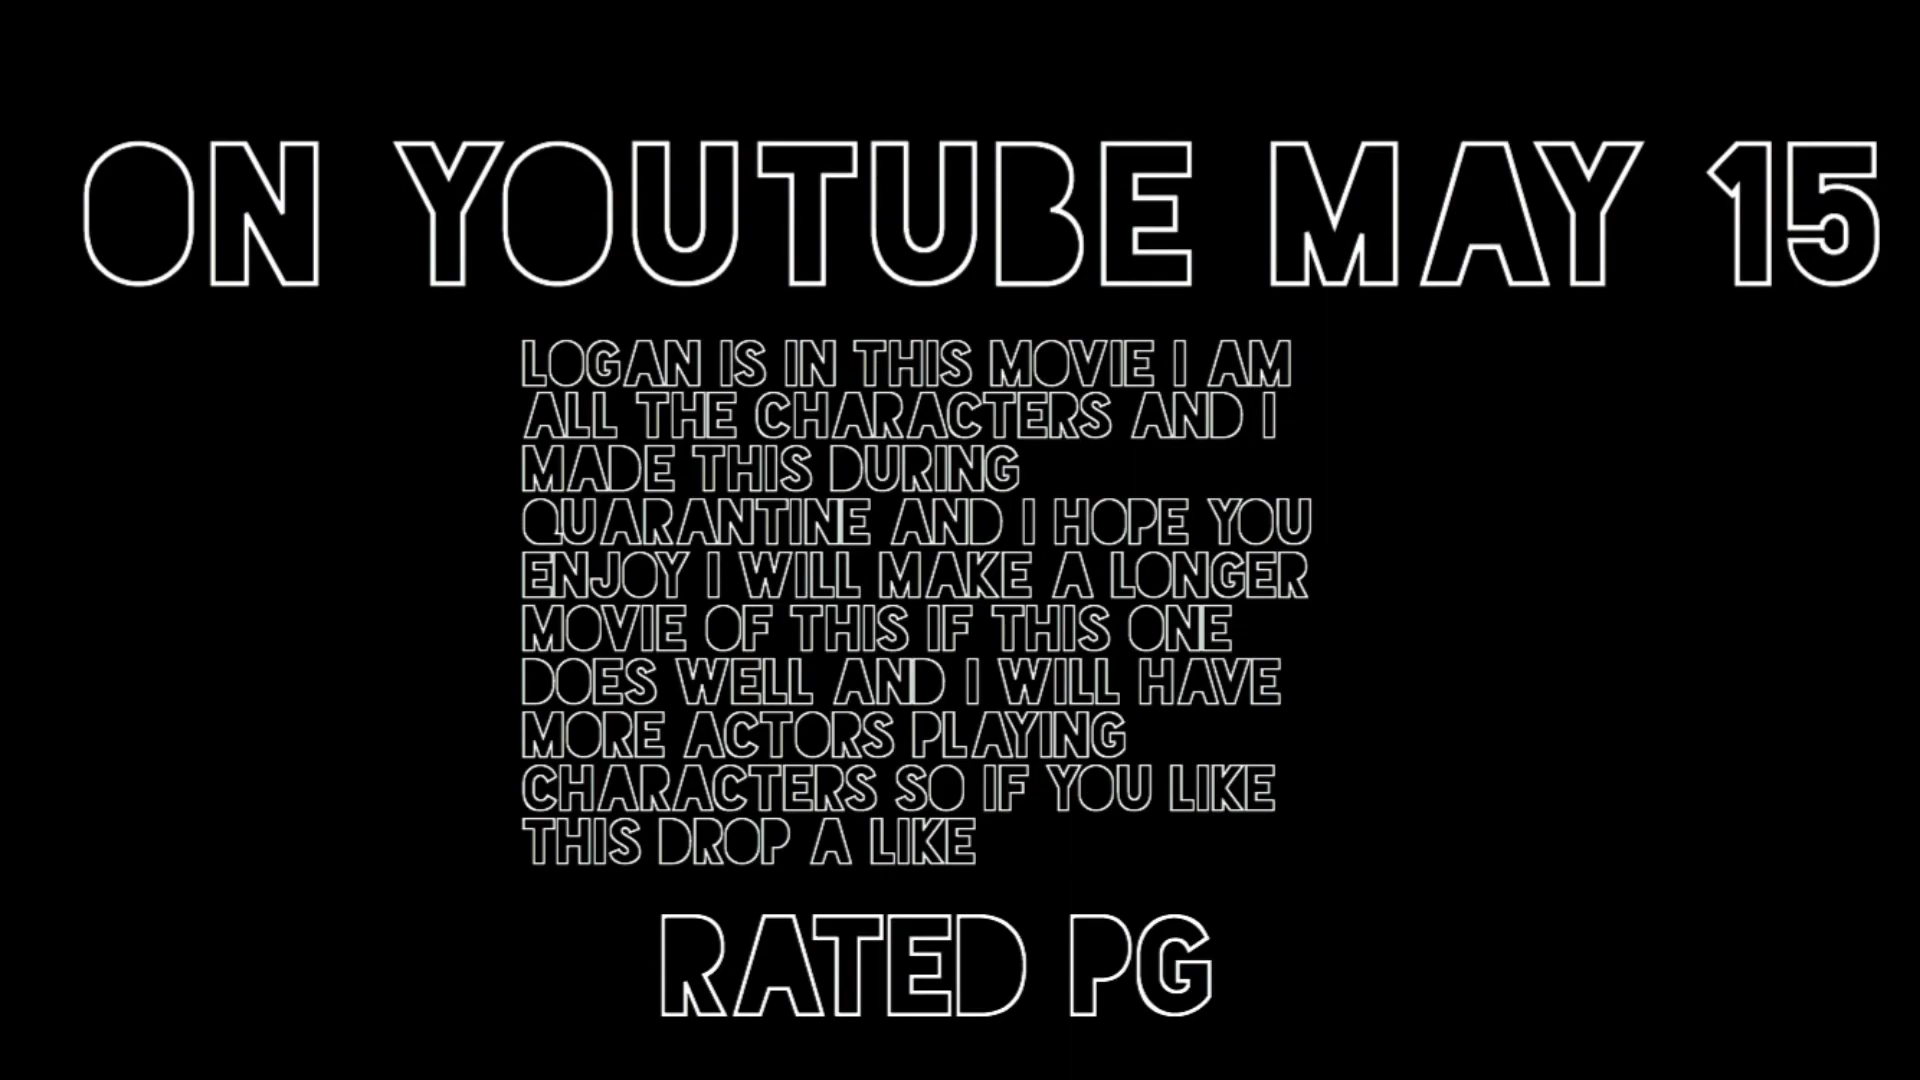 ON YOUTUBE MAY 15
LOGAN IS IN THIS MOVIE I AM
ALL THE CHARACTERS AND I
MADE THIS DURING
QUARANTINE AND I HOPE YOU
ENJOY I WILL MAKE A LONGER
MOVIE OF THIS IF THIS ONE
DOES WELL AND I WILL HAVE
MORE ACTORS PLAYING
CHARACTERS SO IF YOU LIKE
THIS DROP A LIKE
RATED PG